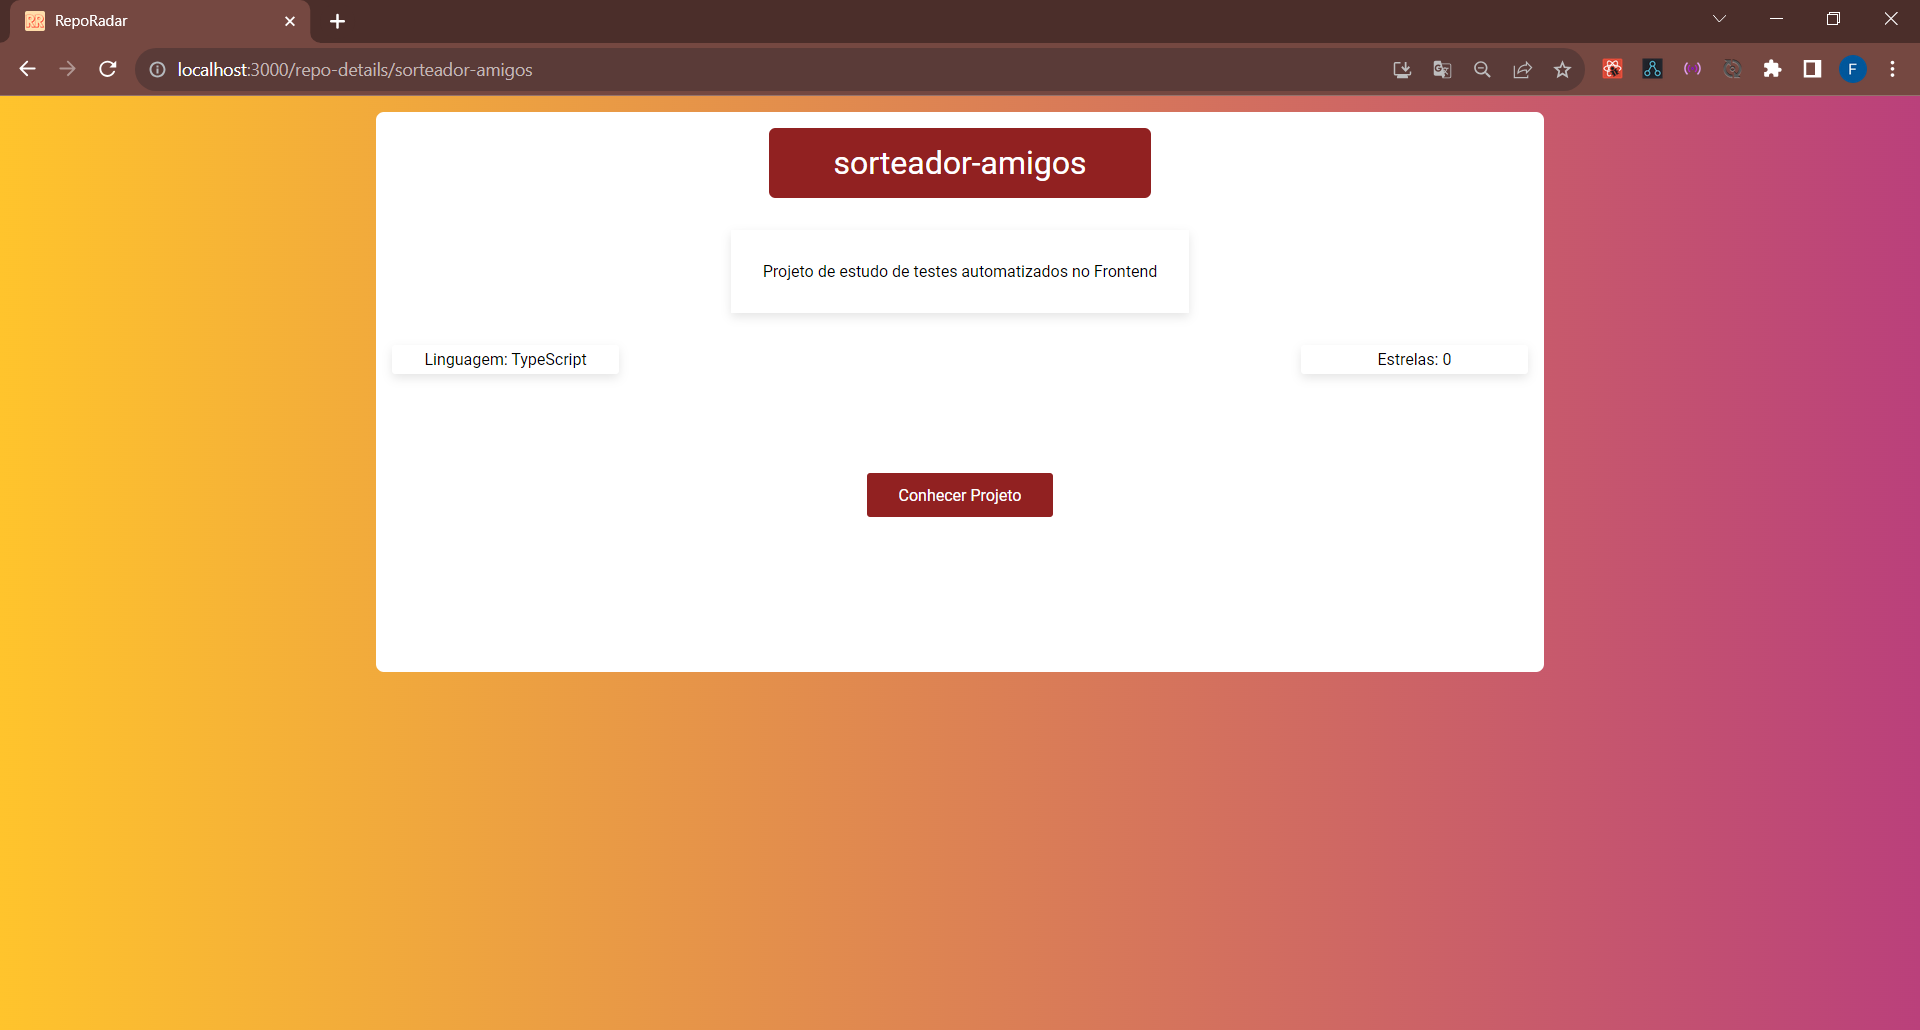 RR RepoRadar
localhost:3000/repo-details/sorteador-amigos
F
sorteador-amigos
Projeto de estudo de testes automatizados no Frontend
Linguagem: TypeScript
Estrelas: 0
Conhecer Projeto